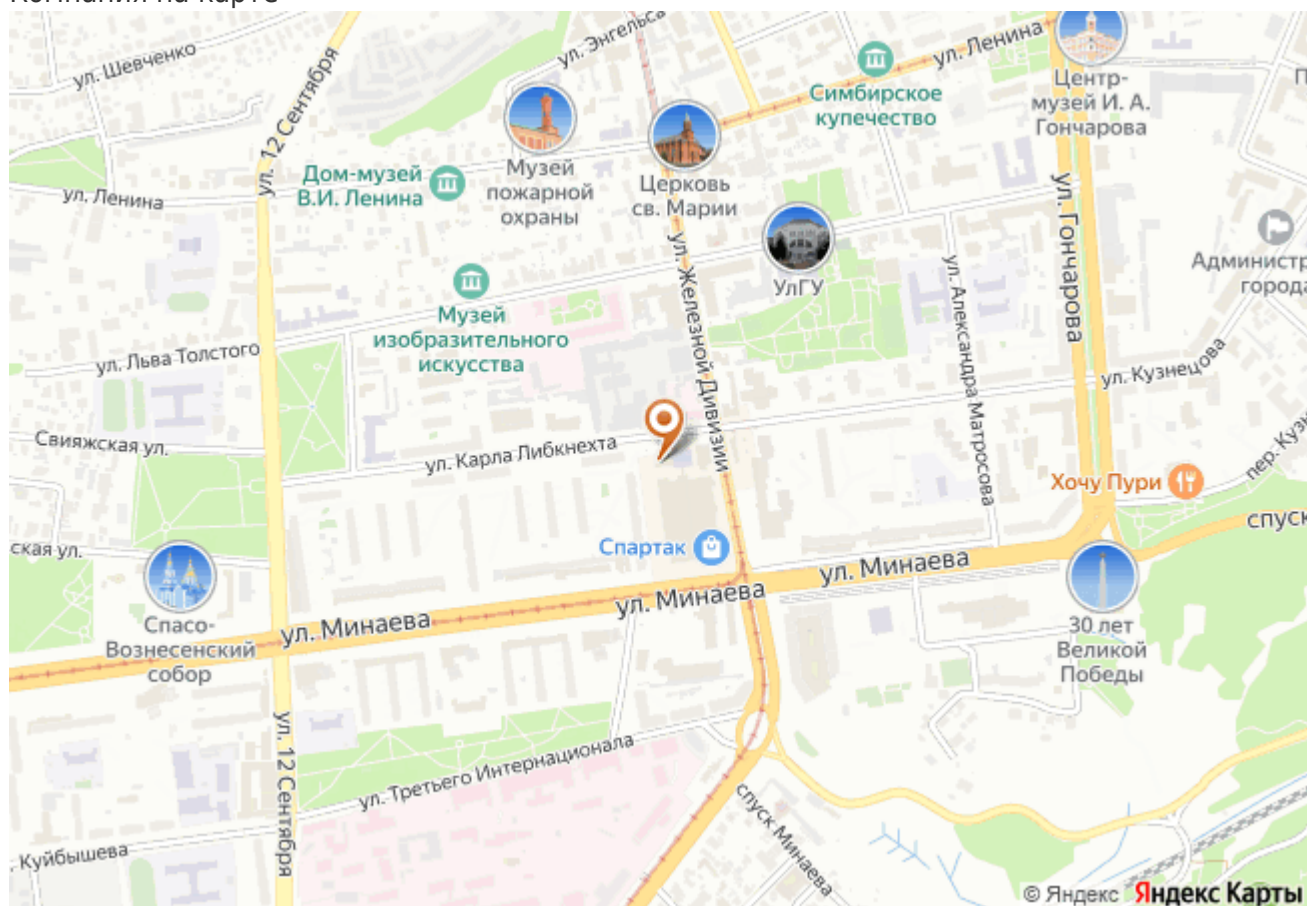 Компания на карте
ул. Шевченко
ул. 12 Сентября
ул. Энгельса
ул. Ленина
Симбирское
купечество
Центр-
музей И. А.
Гончарова
Дом-музей
В.И. Ленина
Музей
пожарной
охраны
Церковь
св. Марии
ул. Ленина
ул. Железной Дивизии
УлГУ
ул. Александра Матросова
ул. Гончарова
Администр
города
Музей
изобразительного
искусства
ул. Льва Толстого
ул. Кузнецова
Свияжская ул.
ул. Карла Либкнехта
Хочу Пури
пер. Кузн
спуск
ская ул.
Спартак
ул. Минаева
ул. Минаева
ул. Минаева
Спасо-
Вознесенский
собор
30 лет
Великой
Победы
ул. 12 Сентября
ул. Третьего Интернационала
спуск Минаева
. Куйбышева
© Яндекс Яндекс Карты